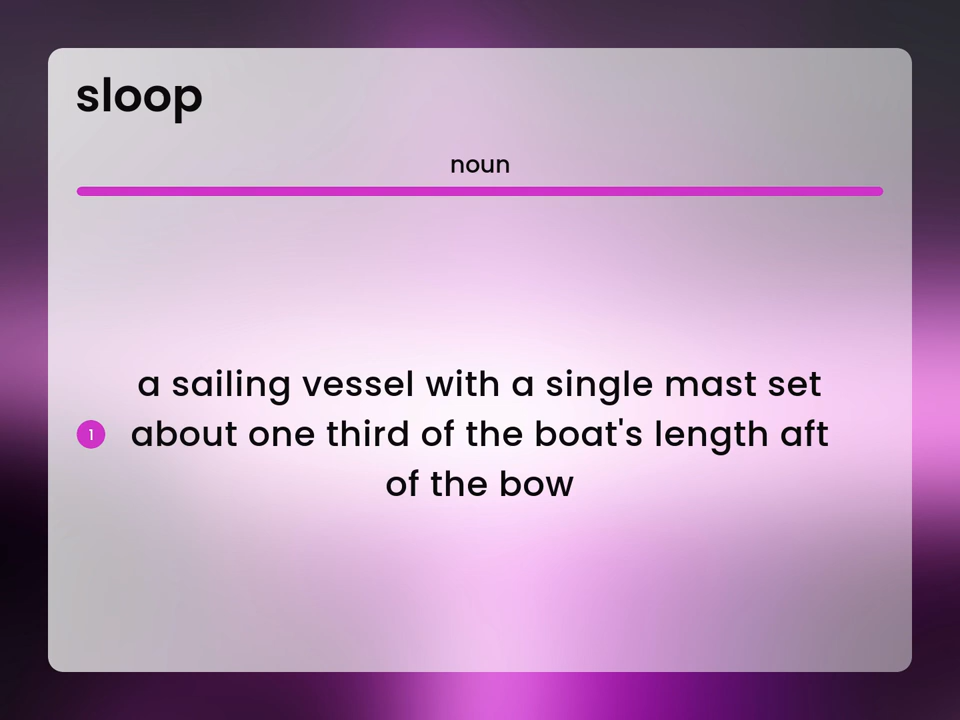 sloop
noun
a sailing vessel with a single mast set
1 about one third of the boat's length aft
of the bow